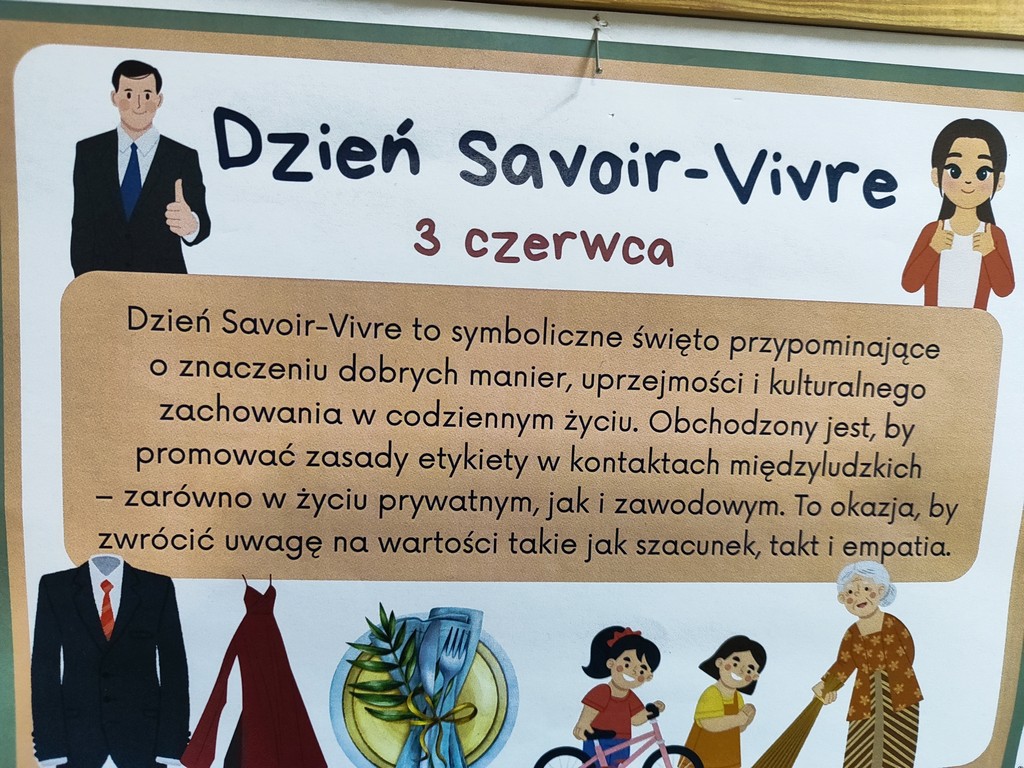 Dzień Savoir-Vivre
3 czerwca
Dzień Savoir-Vivre to symboliczne święto przypominające
o znaczeniu dobrych manier, uprzejmości i kulturalnego
zachowania w codziennym życiu. Obchodzony jest, by
promować zasady etykiety w kontaktach międzyludzkich
– zarówno w życiu prywatnym, jak i zawodowym. To okazja, by
zwrócić uwagę na wartości takie jak szacunek, takt i empatia.